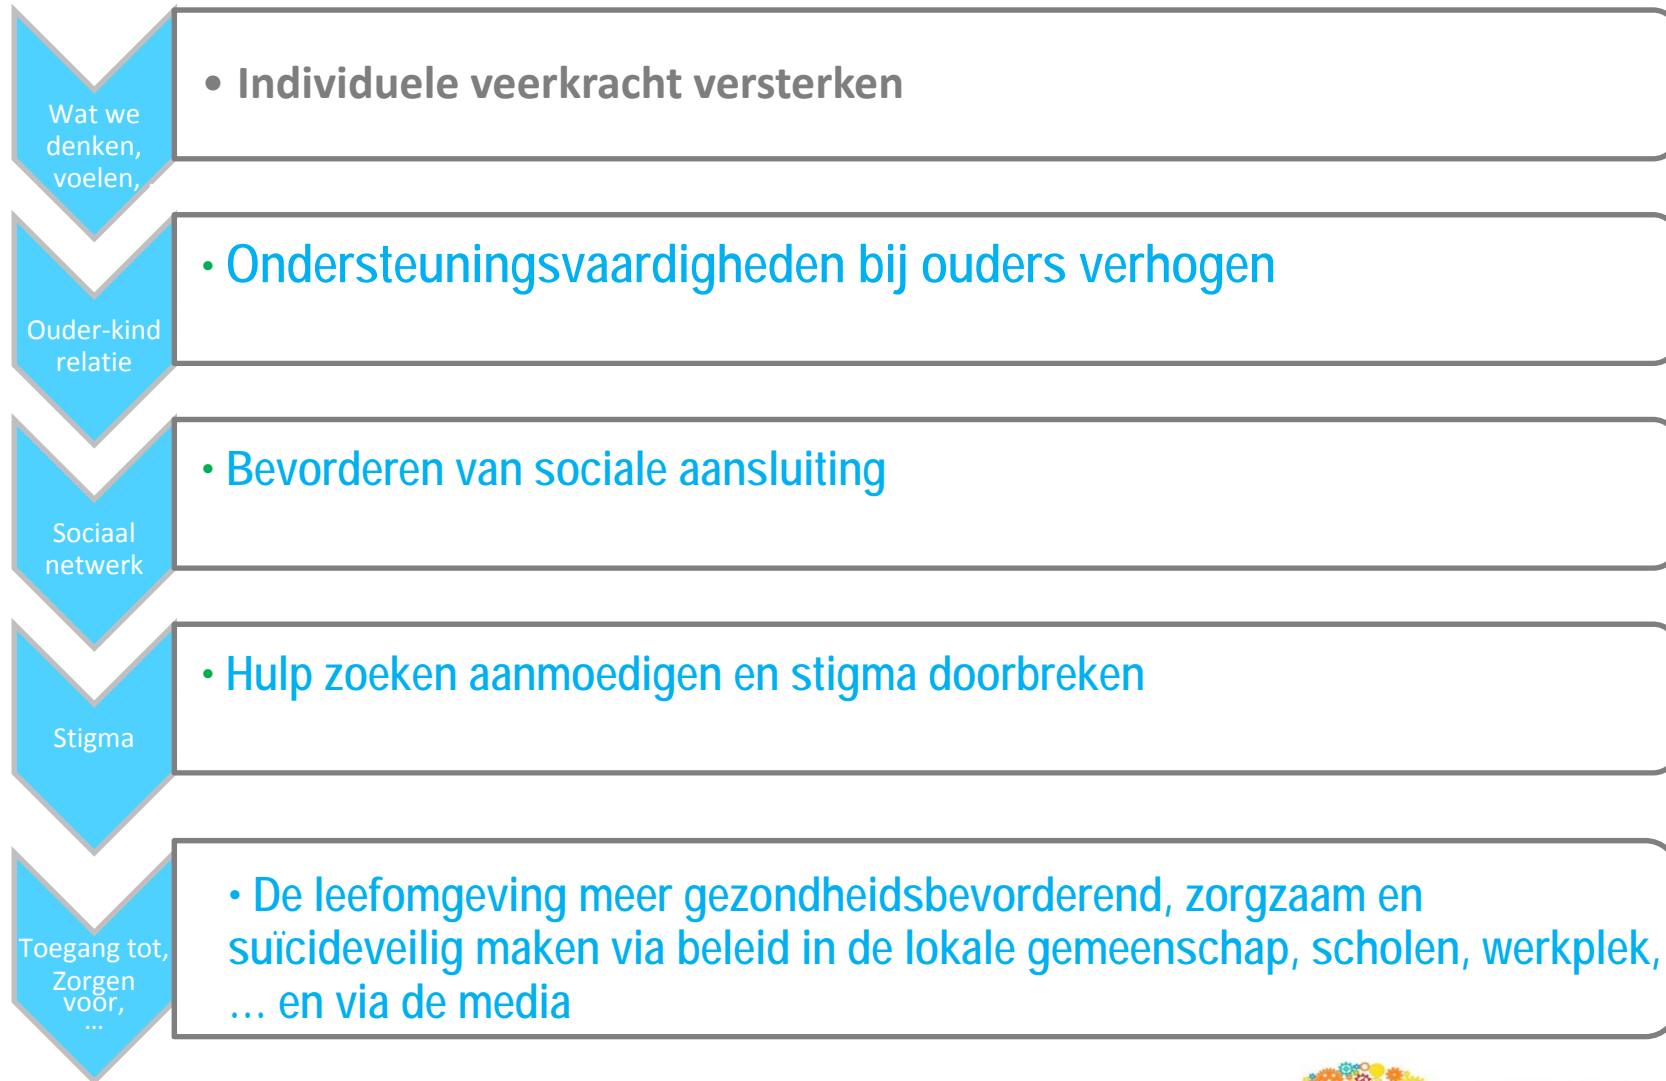 Wat we
denken,
voelen,
• Individuele veerkracht versterken
Ouder-kind
relatie
• Ondersteuningsvaardigheden bij ouders verhogen
Sociaal
netwerk
• Bevorderen van sociale aansluiting
Stigma
• Hulp zoeken aanmoedigen en stigma doorbreken
Toegang tot,
Zorgen
voor,
...
• De leefomgeving meer gezondheidsbevorderend, zorgzaam en
suïcideveilig maken via beleid in de lokale gemeenschap, scholen, werkplek,
... en via de media